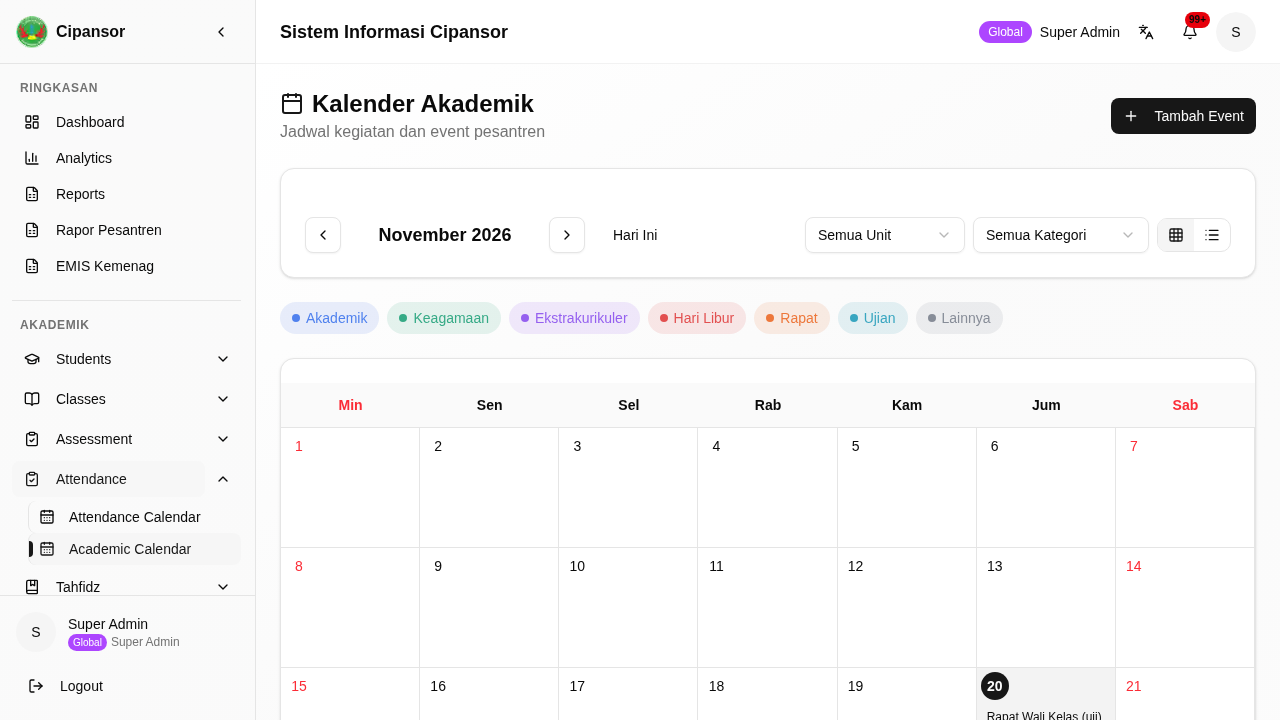 Cipansor
Sistem Informasi Cipansor
Global
Super Admin
99+
S
RINGKASAN
Dashboard
Analytics
Reports
Rapor Pesantren
EMIS Kemenag
AKADEMIK
Students
Classes
Assessment
Attendance
Attendance Calendar
Academic Calendar
Tahfidz
S
Super Admin
Global Super Admin
Logout
Kalender Akademik
Jadwal kegiatan dan event pesantren
Tambah Event
November 2026
Hari Ini
Semua Unit
Semua Kategori
Akademik
Keagamaan
Ekstrakurikuler
Hari Libur
Rapat
Ujian
Lainnya
Min Sen Sel Rab Kam Jum Sab
1 2 3 4 5 6 7
8 9 10 11 12 13 14
15 16 17 18 19 20 21
Rapat Wali Kelas (uji)